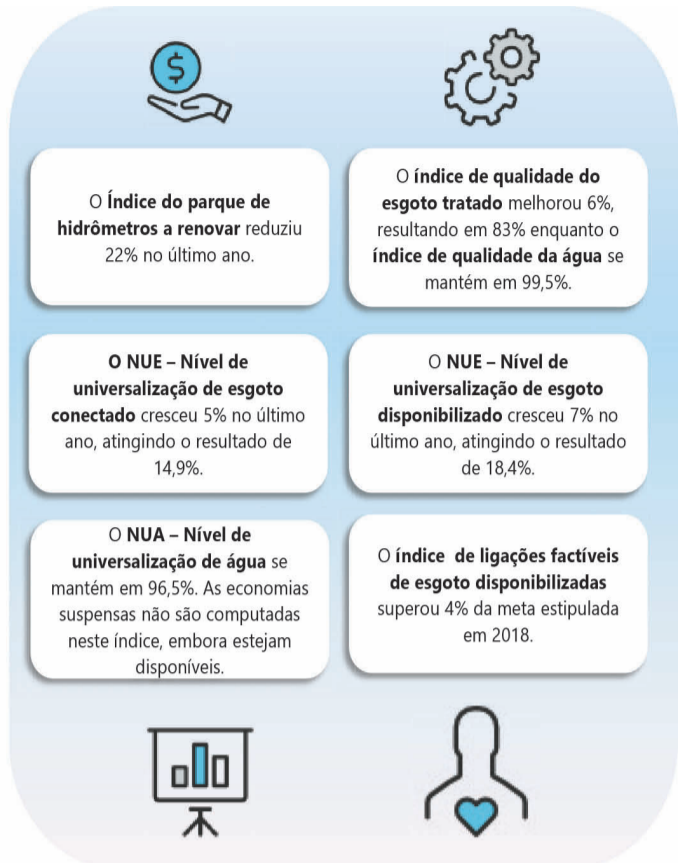 $
O Índice do parque de
hidrômetros a renovar reduziu
22% no último ano.
O índice de qualidade do
esgoto tratado melhorou 6%,
resultando em 83% enquanto o
índice de qualidade da água se
mantém em 99,5%.
O NUE – Nível de
universalização de esgoto
conectado cresceu 5% no último
ano, atingindo o resultado de
14,9%.
O NUE – Nível de
universalização de esgoto
disponibilizado cresceu 7% no
último ano, atingindo o resultado
de 18,4%.
O NUA – Nível de
universalização de água se
mantém em 96,5%. As economias
suspensas não são computadas
neste índice, embora estejam
disponíveis.
O índice de ligações factíveis
de esgoto disponibilizadas
superou 4% da meta estipulada
em 2018.